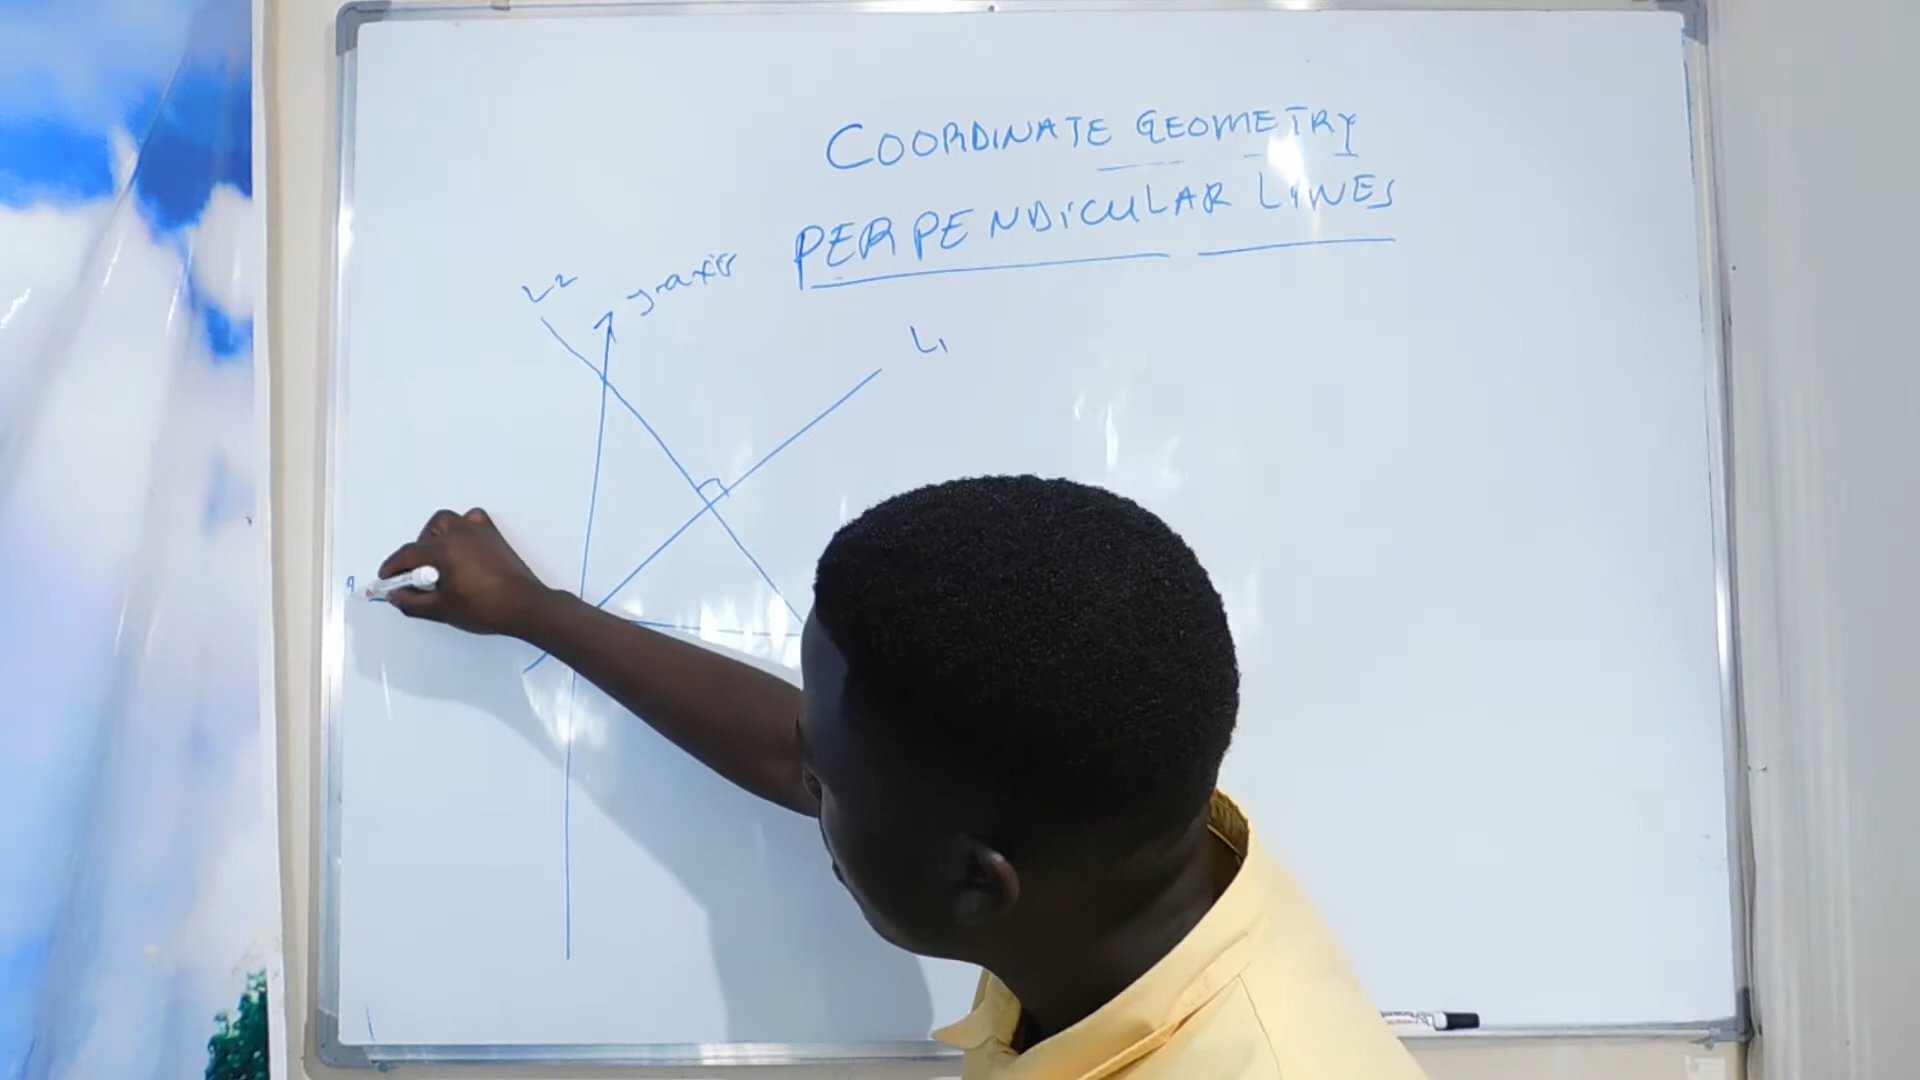 COORDINATE GEOMETRY
PERPENDICULAR LINES
L2
y-axis
L1